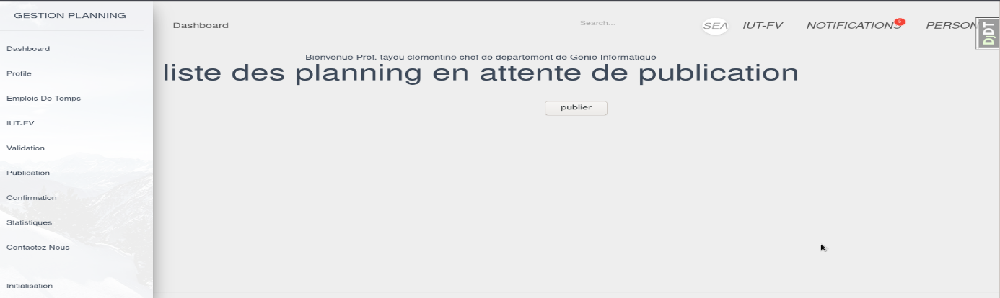 GESTION PLANNING
Dashboard
Profile
Emplois De Temps
IUT-FV
Validation
Publication
Confirmation
Statistiques
Contactez Nous
Initialisation
Dashboard
Search...
SEA
IUT-FV
NOTIFICATIONS
PERSON
DjDT
Bienvenue Prof. tayou clementine chef de departement de Genie Informatique
liste des planning en attente de publication
publier